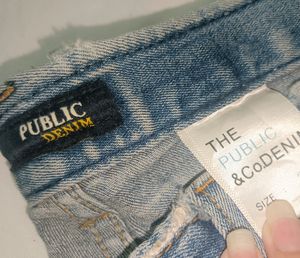 PUBLIC
DENIM
THE
PUBLIC
&CoDENIM
SIZE